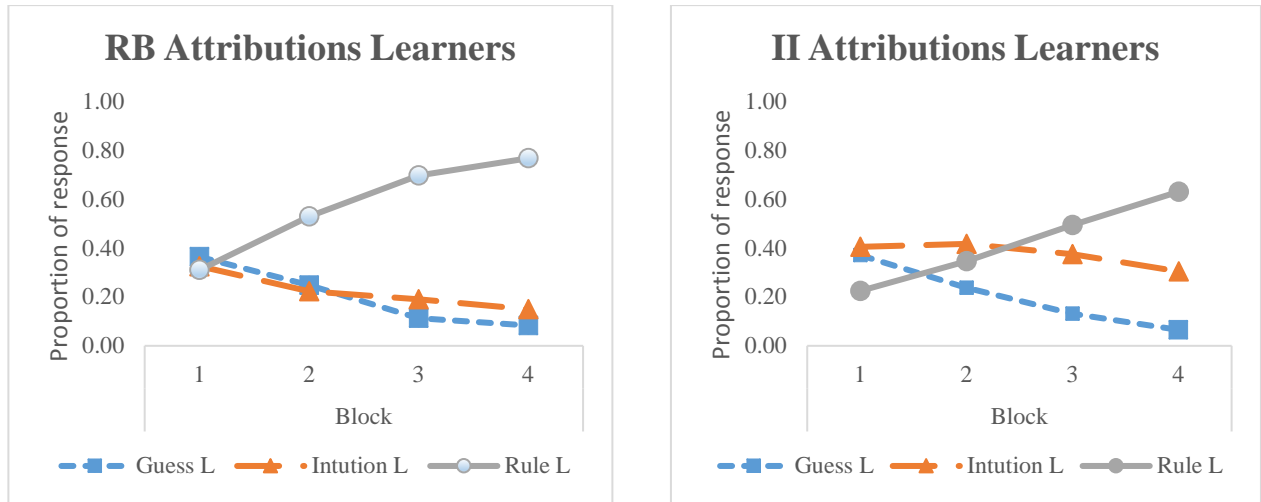 RB Attributions Learners
Proportion of response
1.00
0.80
0.60
0.40
0.20
0.00
1 2 3 4
Block
Guess L Intution L Rule L
II Attributions Learners
Proportion of response
1.00
0.80
0.60
0.40
0.20
0.00
1 2 3 4
Block
Guess L Intution L Rule L